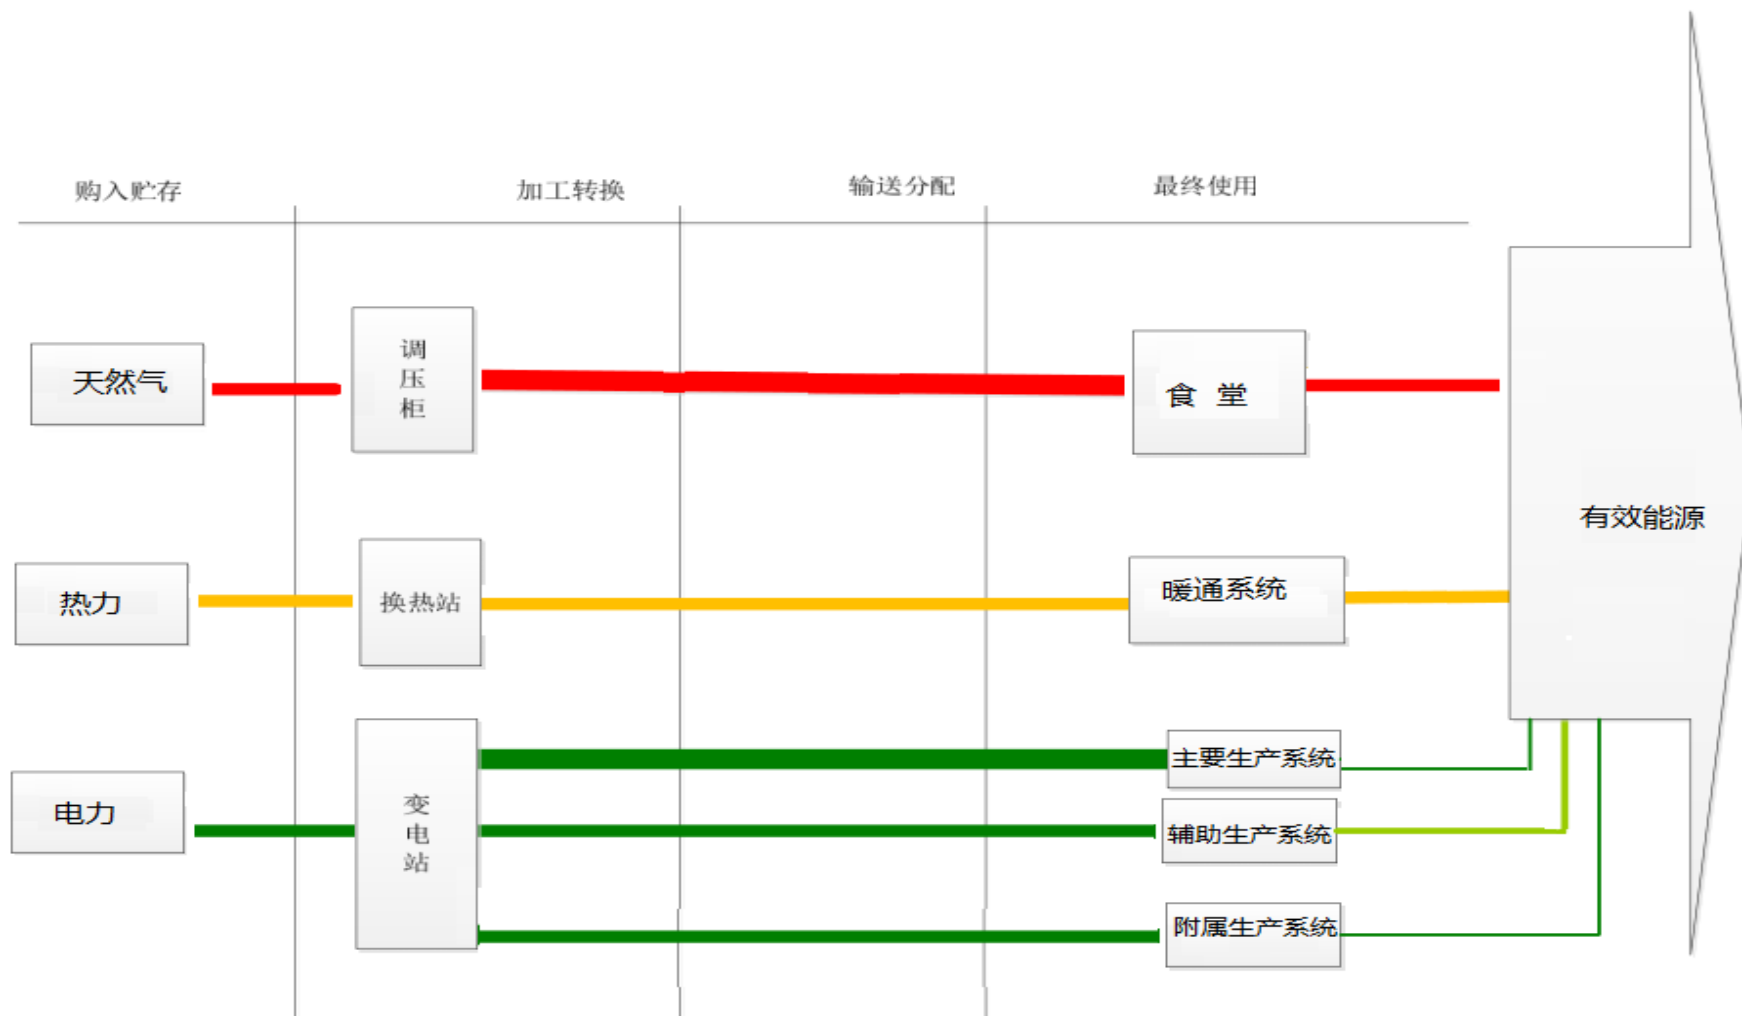 购入贮存
加工转换
输送分配
最终使用
天然气
调
压
柜
食 堂
有效能源
热力
换热站
暖通系统
电力
变
电
站
主要生产系统
辅助生产系统
附属生产系统